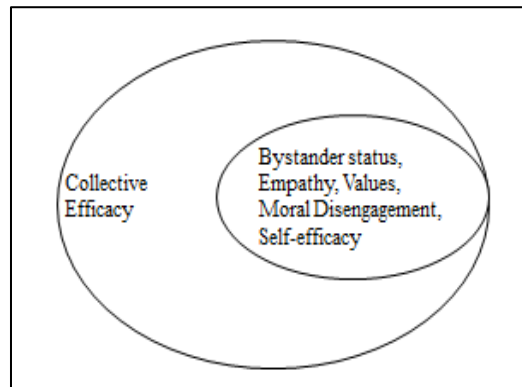 Collective
Efficacy
Bystander status,
Empathy, Values,
Moral Disengagement,
Self-efficacy